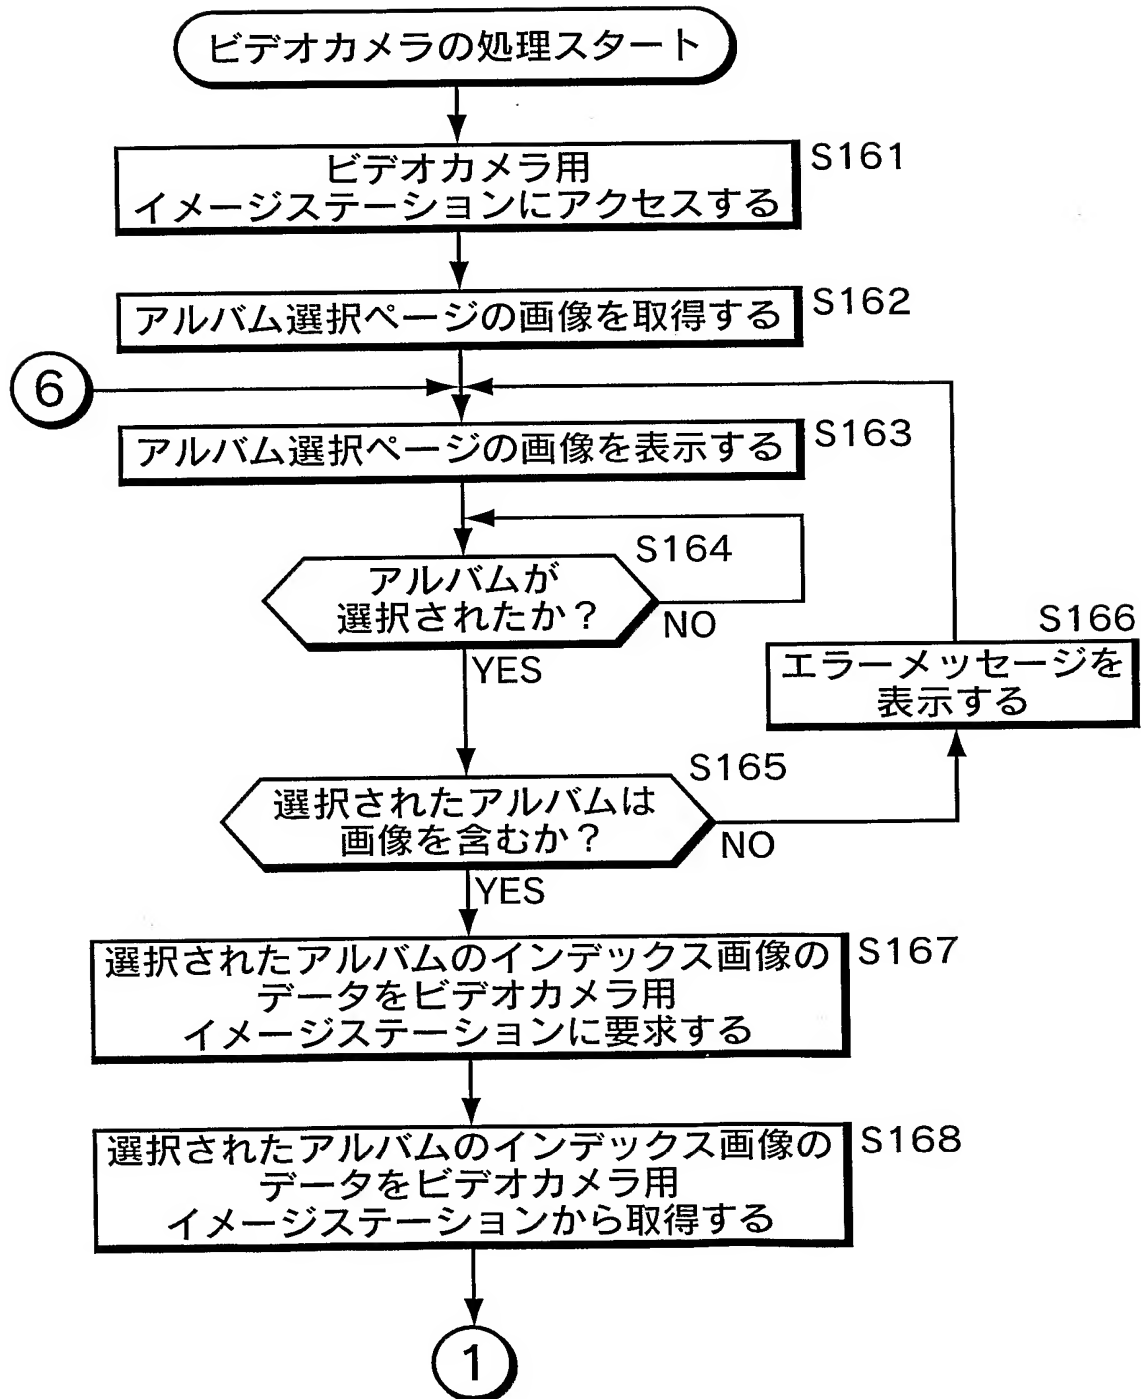 ビデオカメラの処理スタート
ビデオカメラ用
イメージステーションにアクセスする
S161
アルバム選択ページの画像を取得する
S162
6
アルバム選択ページの画像を表示する
S163
S164
アルバムが
選択されたか？
NO
YES
S166
エラーメッセージを
表示する
S165
選択されたアルバムは
画像を含むか？
NO
YES
選択されたアルバムのインデックス画像の
データをビデオカメラ用
イメージステーションに要求する
S167
選択されたアルバムのインデックス画像の
データをビデオカメラ用
イメージステーションから取得する
S168
1